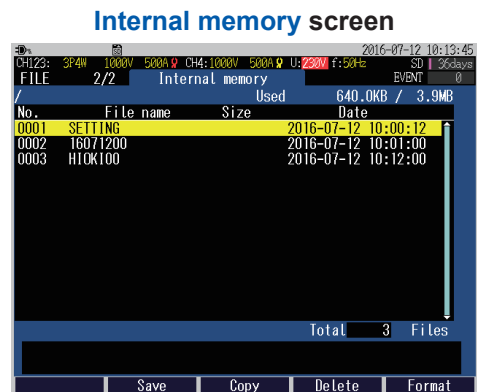 Internal memory screen
2016-07-12 10:13:45
CH123: 3P4W 1000V 500A CH4:1000V 500A U:230V f:50Hz SD 36days
FILE 2/2 Internal memory EVENT 0
/ Used 640.0KB / 3.9MB
No. File name Size Date
0001 SETTING 2016-07-12 10:00:12
0002 16071200 2016-07-12 10:01:00
0003 HIOKI00 2016-07-12 10:12:00
Total 3 Files
Save Copy Delete Format